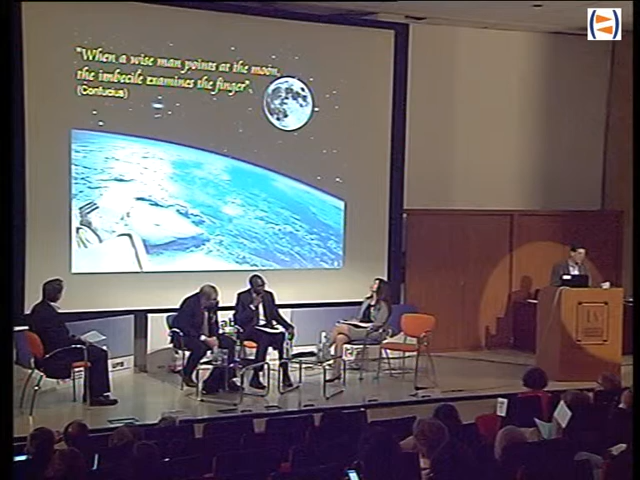 "When a wise man points at the moon,
the imbecile examines the finger".
(Confucius)